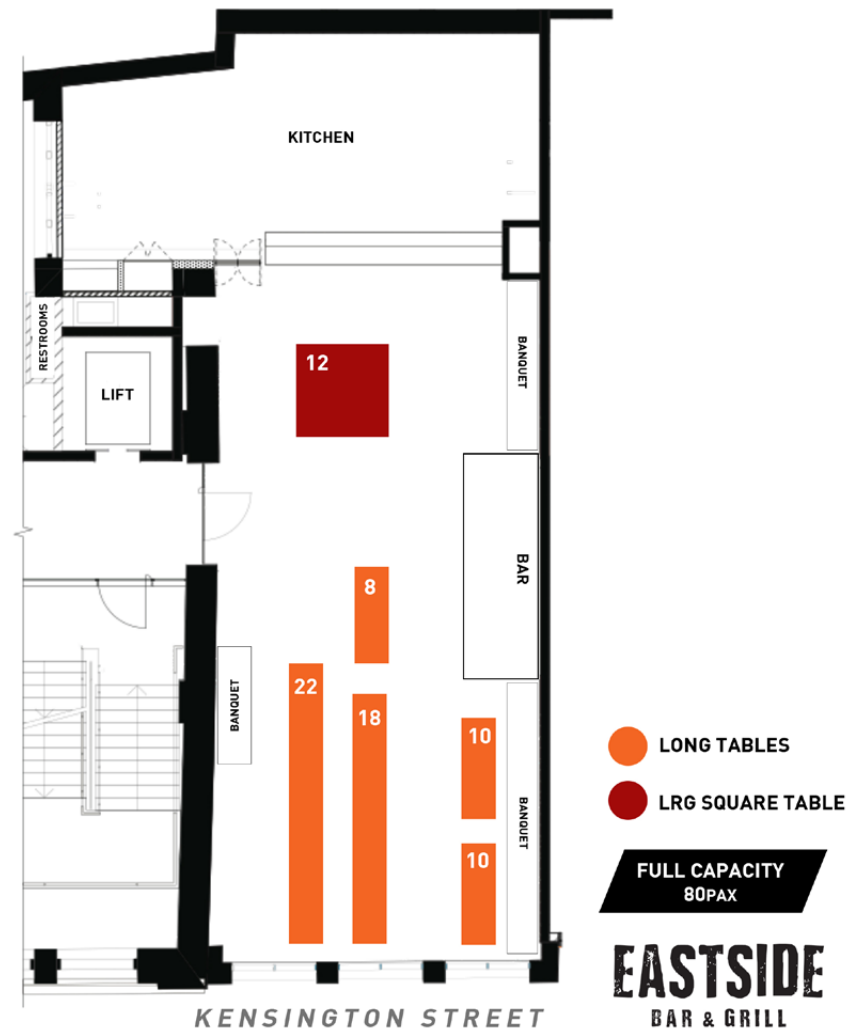 KITCHEN
RESTROOMS
LIFT
12
BANQUET
BAR
8
22
18
10
10
BANQUET
BANQUET
LONG TABLES
LRG SQUARE TABLE
FULL CAPACITY
80PAX
EASTSIDE
BAR & GRILL
KENSINGTON STREET